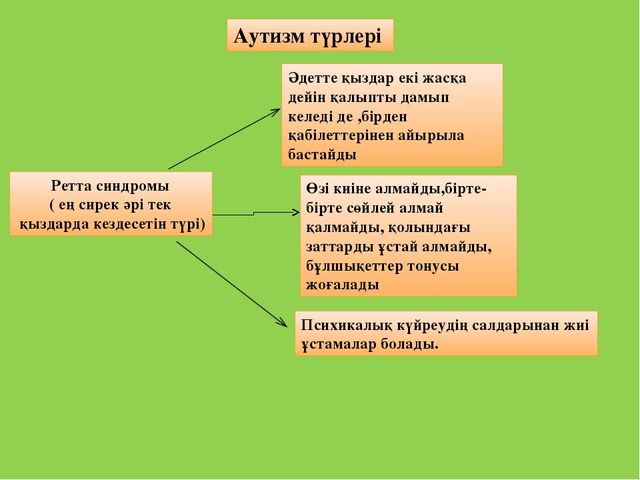 Аутизм түрлері
Әдетте қыздар екі жасқа
дейін қалыпты дамып
келеді де ,бірден
қабілеттерінен айырыла
бастайды
Ретта синдромы
( ең сирек әрі тек
қыздарда кездесетін түрі)
Өзі киіне алмайды,бірте-
бірте сөйлей алмай
қалмайды, қолындағы
заттарды ұстай алмайды,
бұлшықеттер тонусы
жоғалады
Психикалық күйреудің салдарынан жиі
ұстамалар болады.